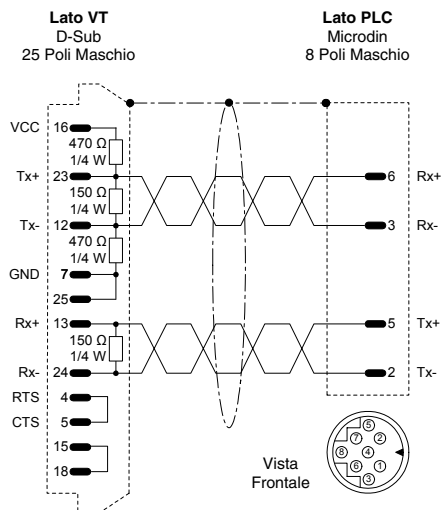 Lato VT
D-Sub
25 Poli Maschio
Lato PLC
Microdin
8 Poli Maschio
VCC 16
470 Ω
1/4 W
Tx+ 23 6 Rx+
150 Ω
1/4 W
Tx- 12 3 Rx-
470 Ω
1/4 W
GND 7
25
Rx+ 13 5 Tx+
150 Ω
1/4 W
Rx- 24 2 Tx-
RTS 4
CTS 5
15
18
Vista
Frontale
5
7 2
8 4
6 1
3